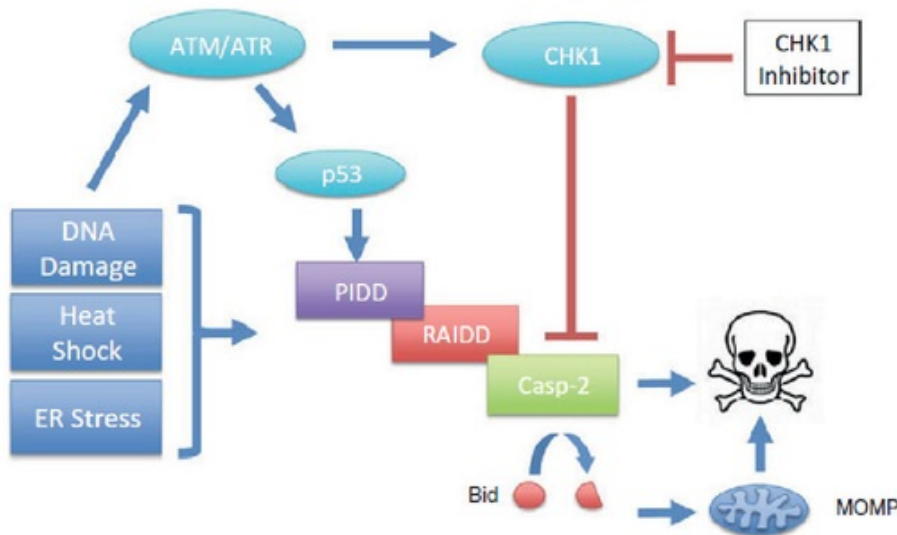 ATM/ATR
CHK1
CHK1
Inhibitor
p53
DNA
Damage
PIDD
Heat
Shock
RAIDD
Casp-2
ER Stress
Bid
MOMP